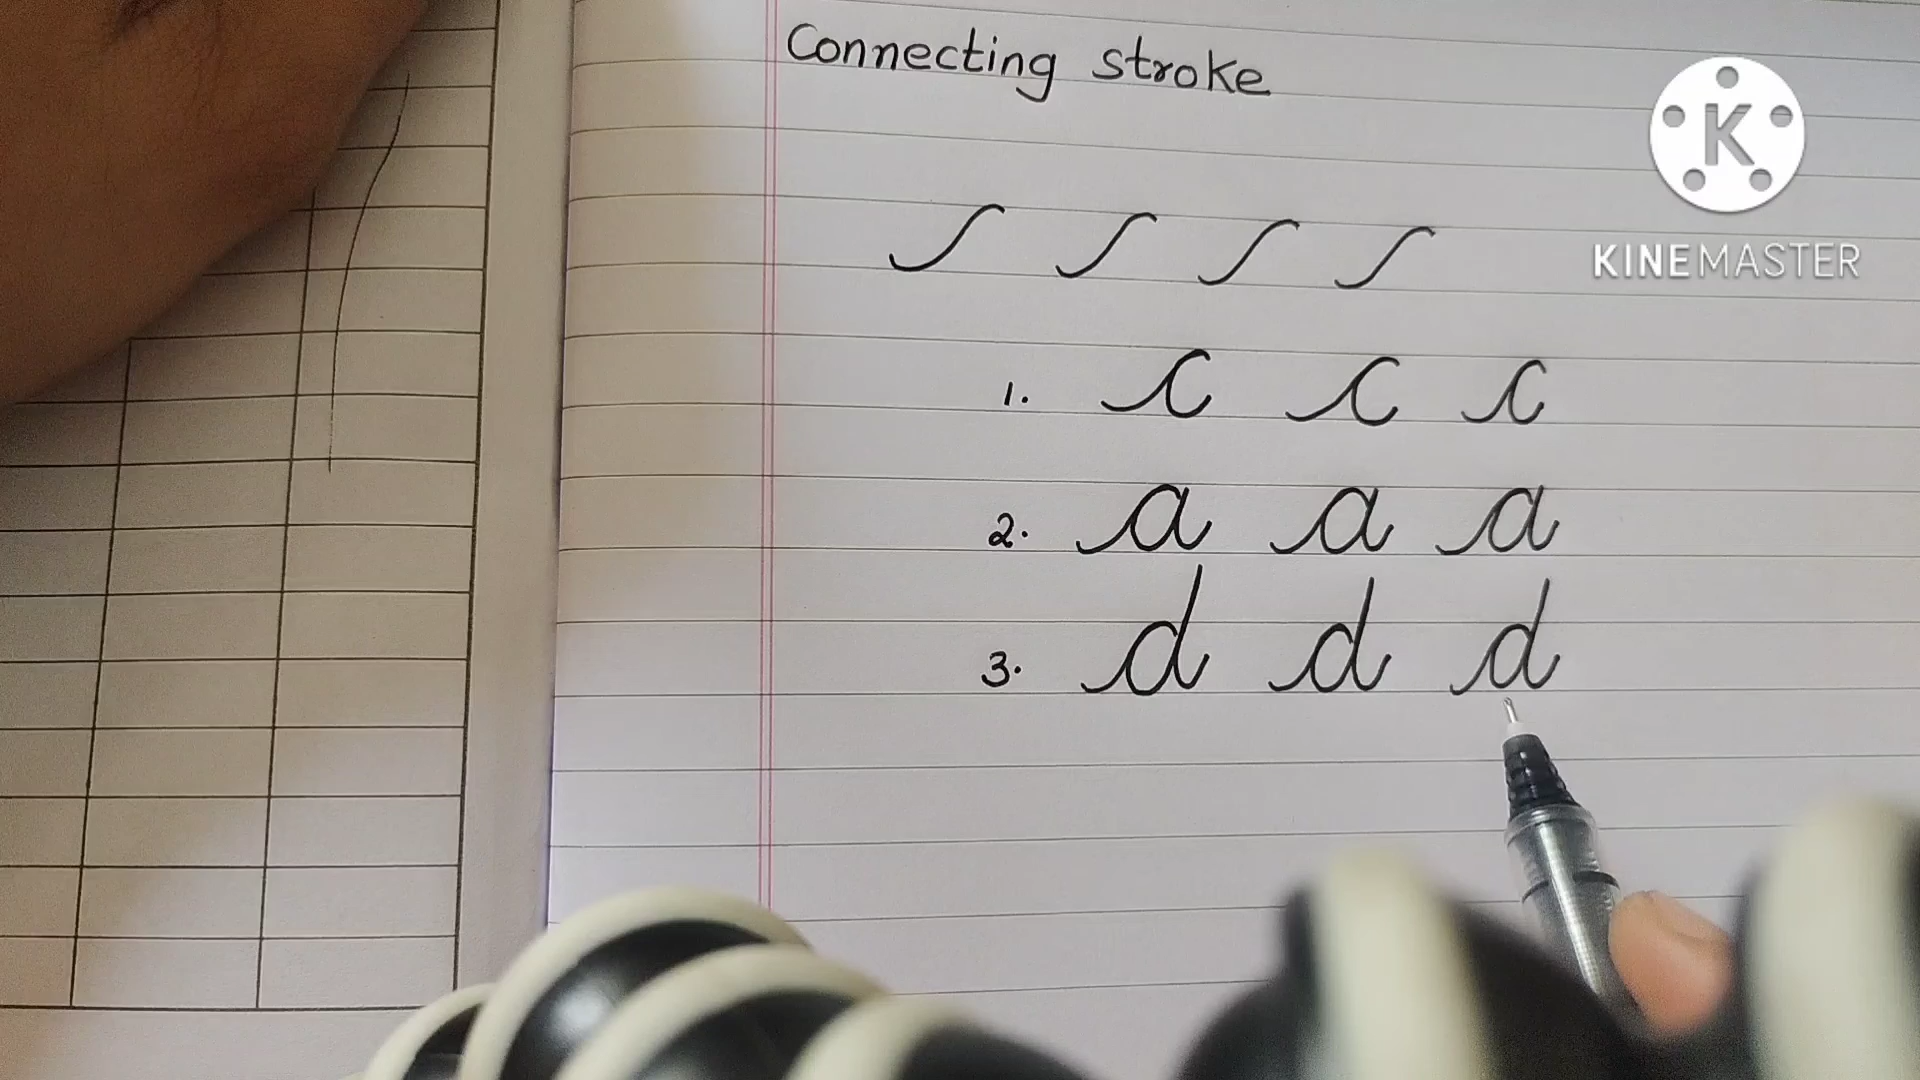 Connecting stroke
K
KINEMASTER
1. c c c
2. a a a
3. d d d